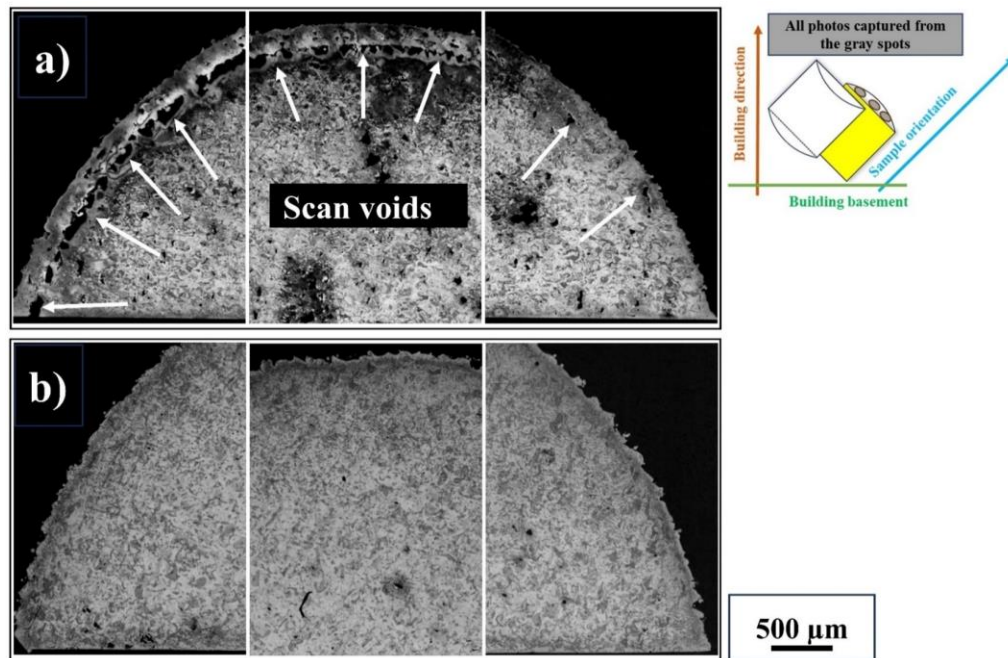 a)
Scan voids
All photos captured from
the gray spots
Building direction
Sample orientation
Building basement
b)
500 µm